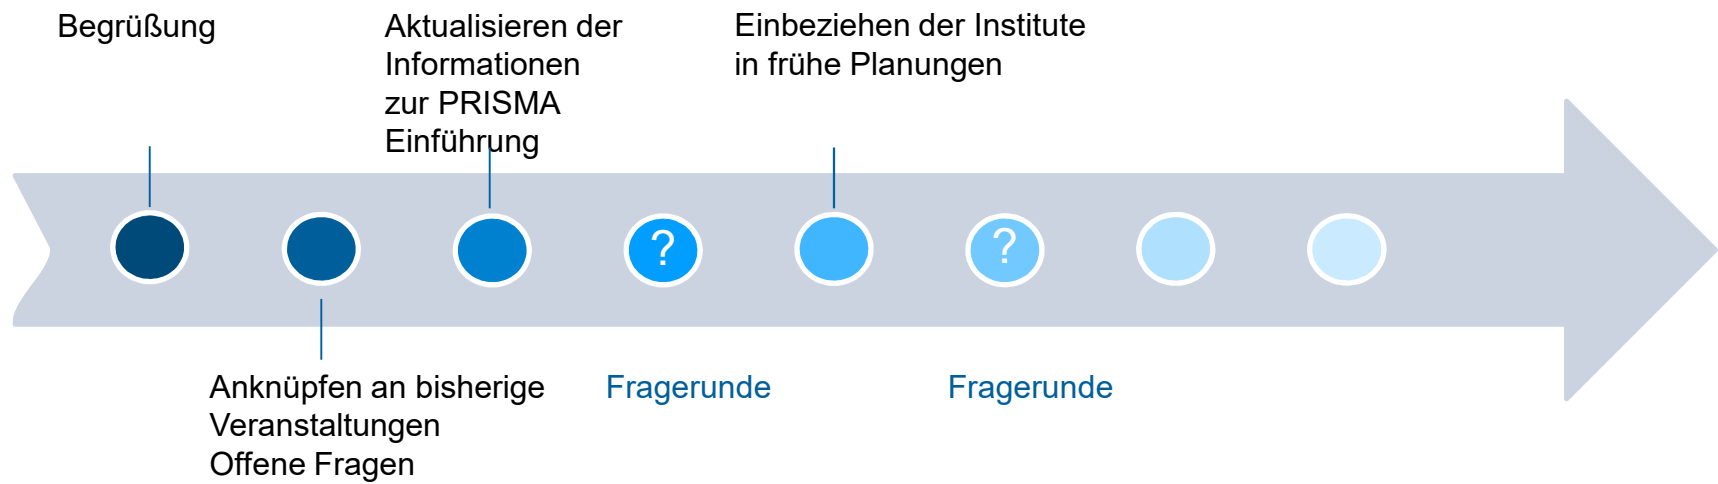 Begrüßung
Aktualisieren der
Informationen
zur PRISMA
Einführung
Einbeziehen der Institute
in frühe Planungen
?
?
Anknüpfen an bisherige
Veranstaltungen
Offene Fragen
Fragerunde
Fragerunde